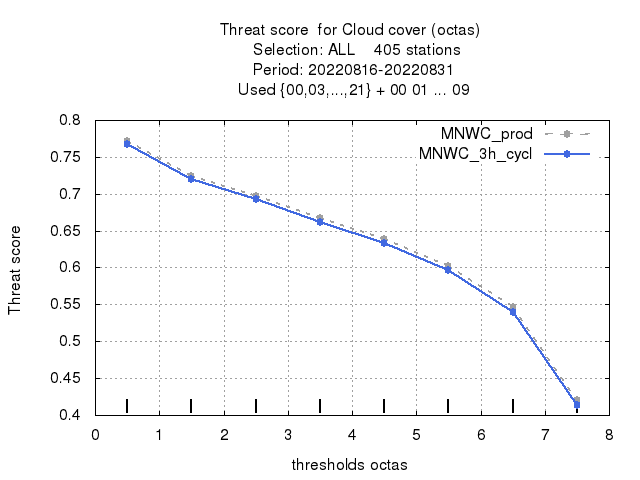 Threat score  for Cloud cover (octas)
Selection: ALL    405 stations
Period: 20220816-20220831
Used {00,03,...,21} + 00 01 ... 09
MNWC_prod
MNWC_3h_cycl
Threat score
0.8
0.75
0.7
0.65
0.6
0.55
0.5
0.45
0.4
0 1 2 3 4 5 6 7 8
thresholds octas